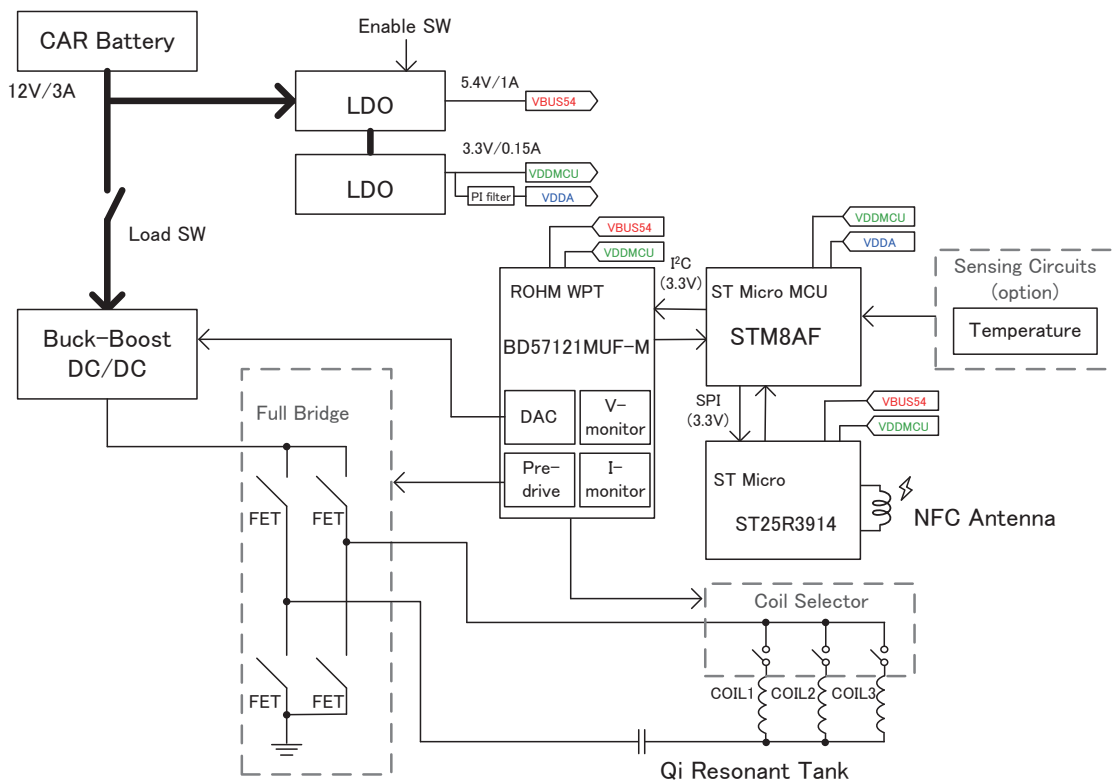 CAR Battery
12V/3A
Enable SW
LDO
5.4V/1A
VBUS54
LDO
3.3V/0.15A
VDDMCU
PI filter
VDDA
Load SW
Buck-Boost
DC/DC
VBUS54
VDDMCU
ROHM WPT
BD57121MUF-M
DAC
V-
monitor
Pre-
drive
I-
monitor
I²C
(3.3V)
VDDMCU
VDDA
ST Micro MCU
STM8AF
Sensing Circuits
(option)
Temperature
SPI
(3.3V)
VBUS54
VDDMCU
ST Micro
ST25R3914
NFC Antenna
Full Bridge
FET
FET
FET
FET
Coil Selector
COIL1
COIL2
COIL3
Qi Resonant Tank